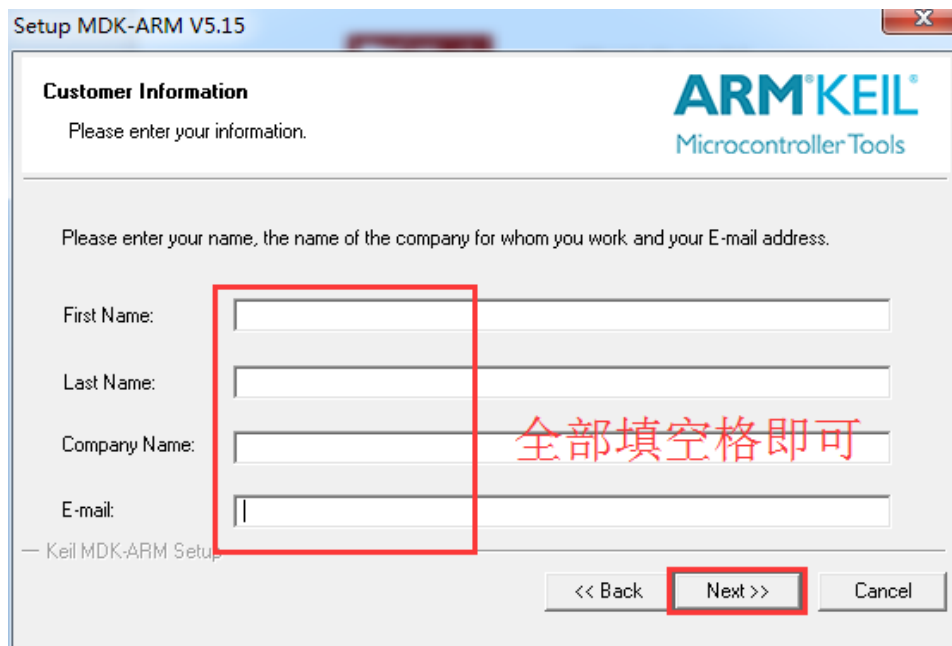 Setup MDK-ARM V5.15
Customer Information
Please enter your information.
ARM®KEIL®
Microcontroller Tools
Please enter your name, the name of the company for whom you work and your E-mail address.
First Name:
Last Name:
Company Name:
全部填空格即可
E-mail:
Keil MDK-ARM Setup
<< Back
Next >>
Cancel